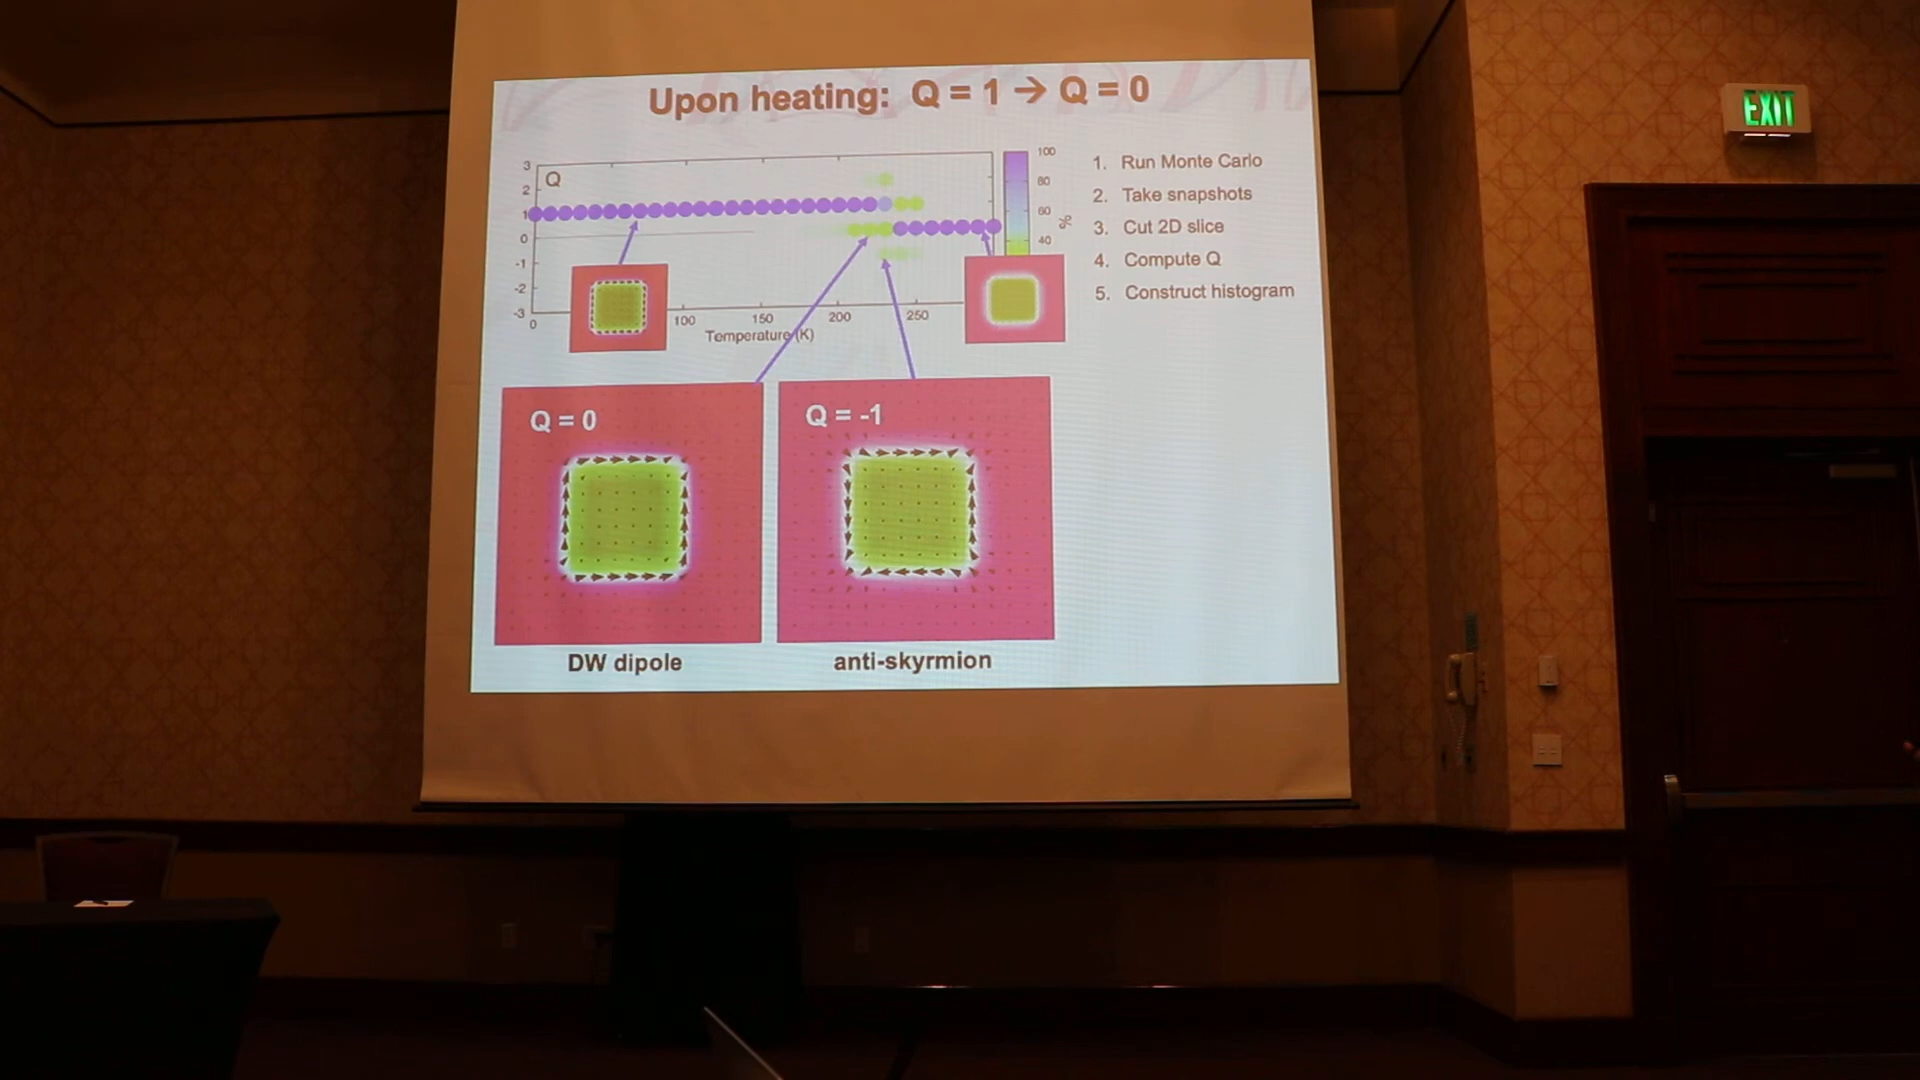 Upon heating: Q = 1 → Q = 0
Q
3
2
1
0
-1
-2
-3
0
100
150
200
250
Temperature (K)
100
80
60
40
%
1. Run Monte Carlo
2. Take snapshots
3. Cut 2D slice
4. Compute Q
5. Construct histogram
Q = 0
Q = -1
DW dipole
anti-skyrmion
EXIT